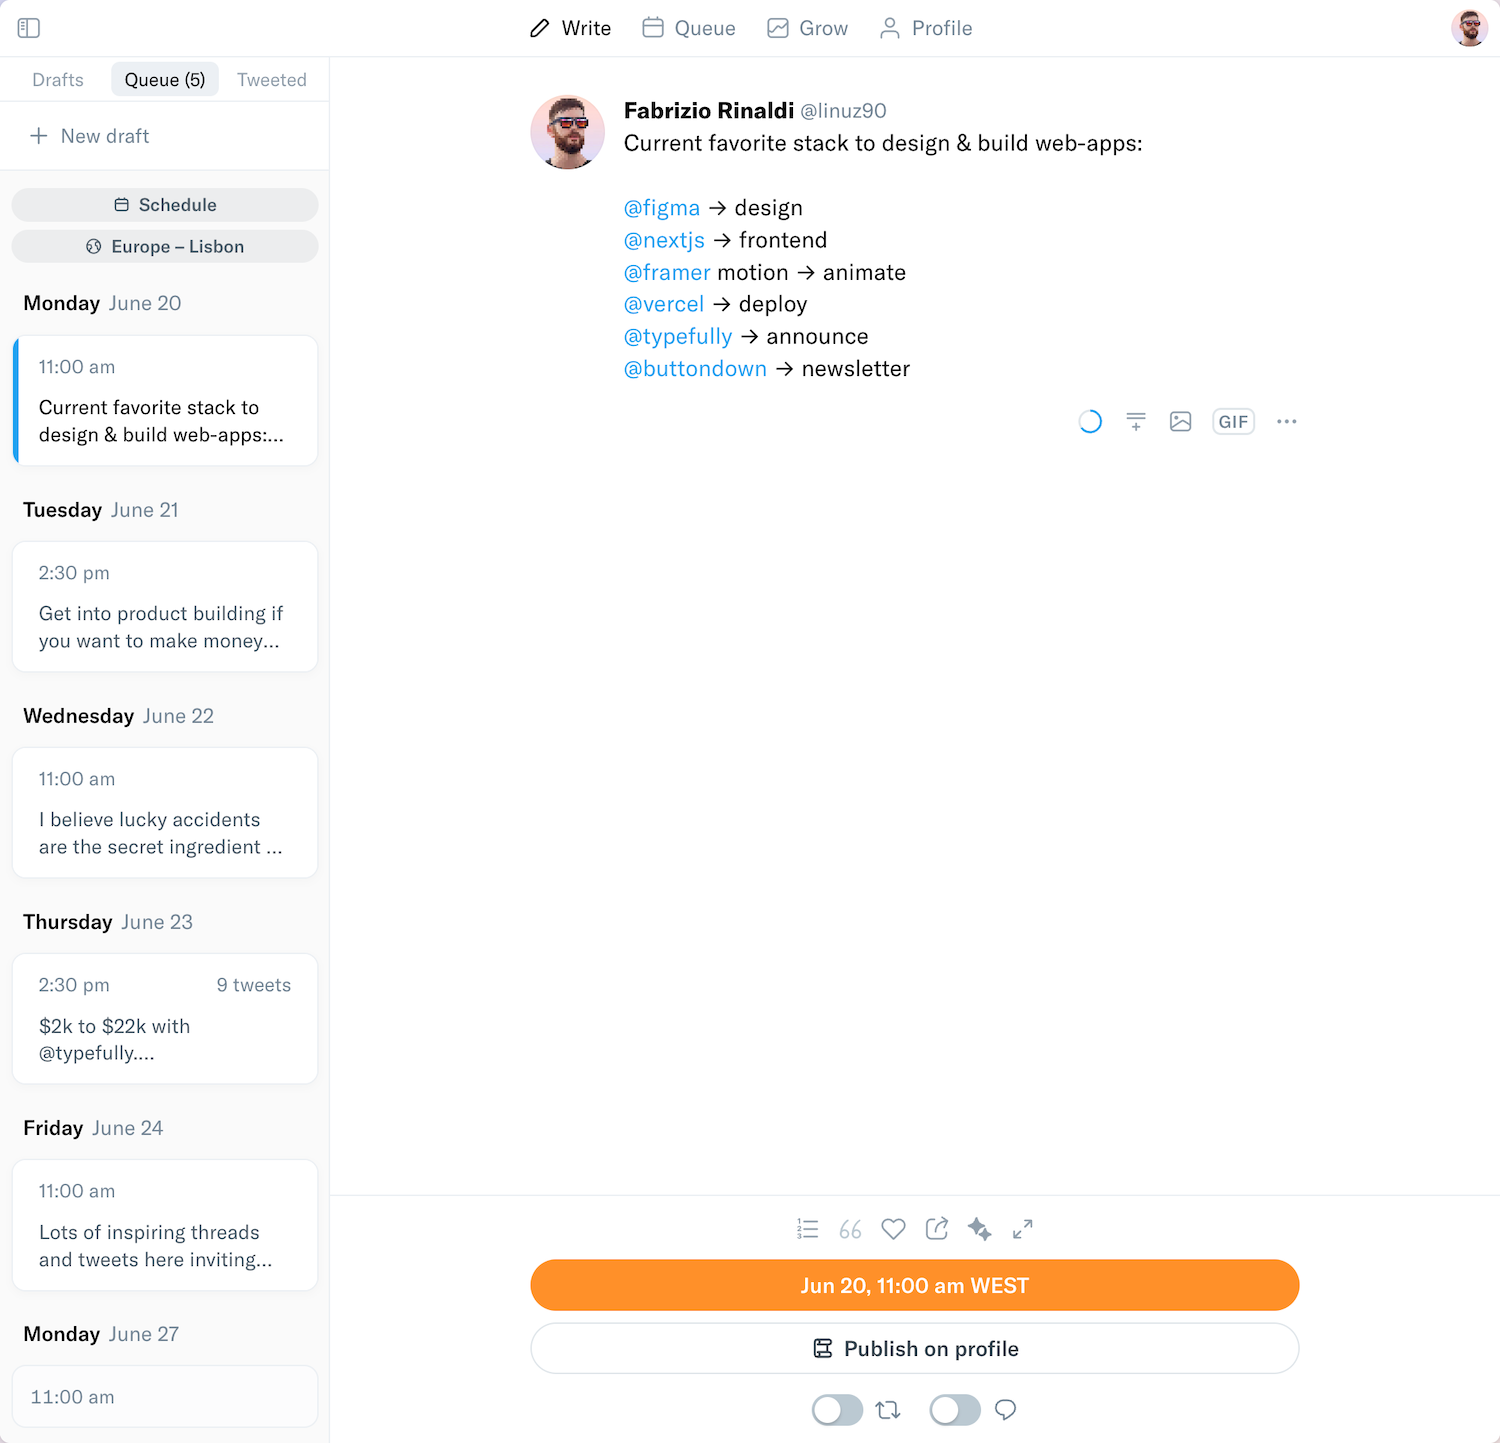 Write
Queue
Grow
Profile
Drafts
Queue (5)
Tweeted
New draft
Schedule
Europe – Lisbon
Monday June 20
11:00 am
Current favorite stack to
design & build web-apps:...
Tuesday June 21
2:30 pm
Get into product building if
you want to make money...
Wednesday June 22
11:00 am
I believe lucky accidents
are the secret ingredient ...
Thursday June 23
2:30 pm 9 tweets
$2k to $22k with
@typefully....
Friday June 24
11:00 am
Lots of inspiring threads
and tweets here inviting...
Monday June 27
11:00 am
Fabrizio Rinaldi @linuz90
Current favorite stack to design & build web-apps:
@figma → design
@nextjs → frontend
@framer motion → animate
@vercel → deploy
@typefully → announce
@buttondown → newsletter
GIF
Jun 20, 11:00 am WEST
Publish on profile